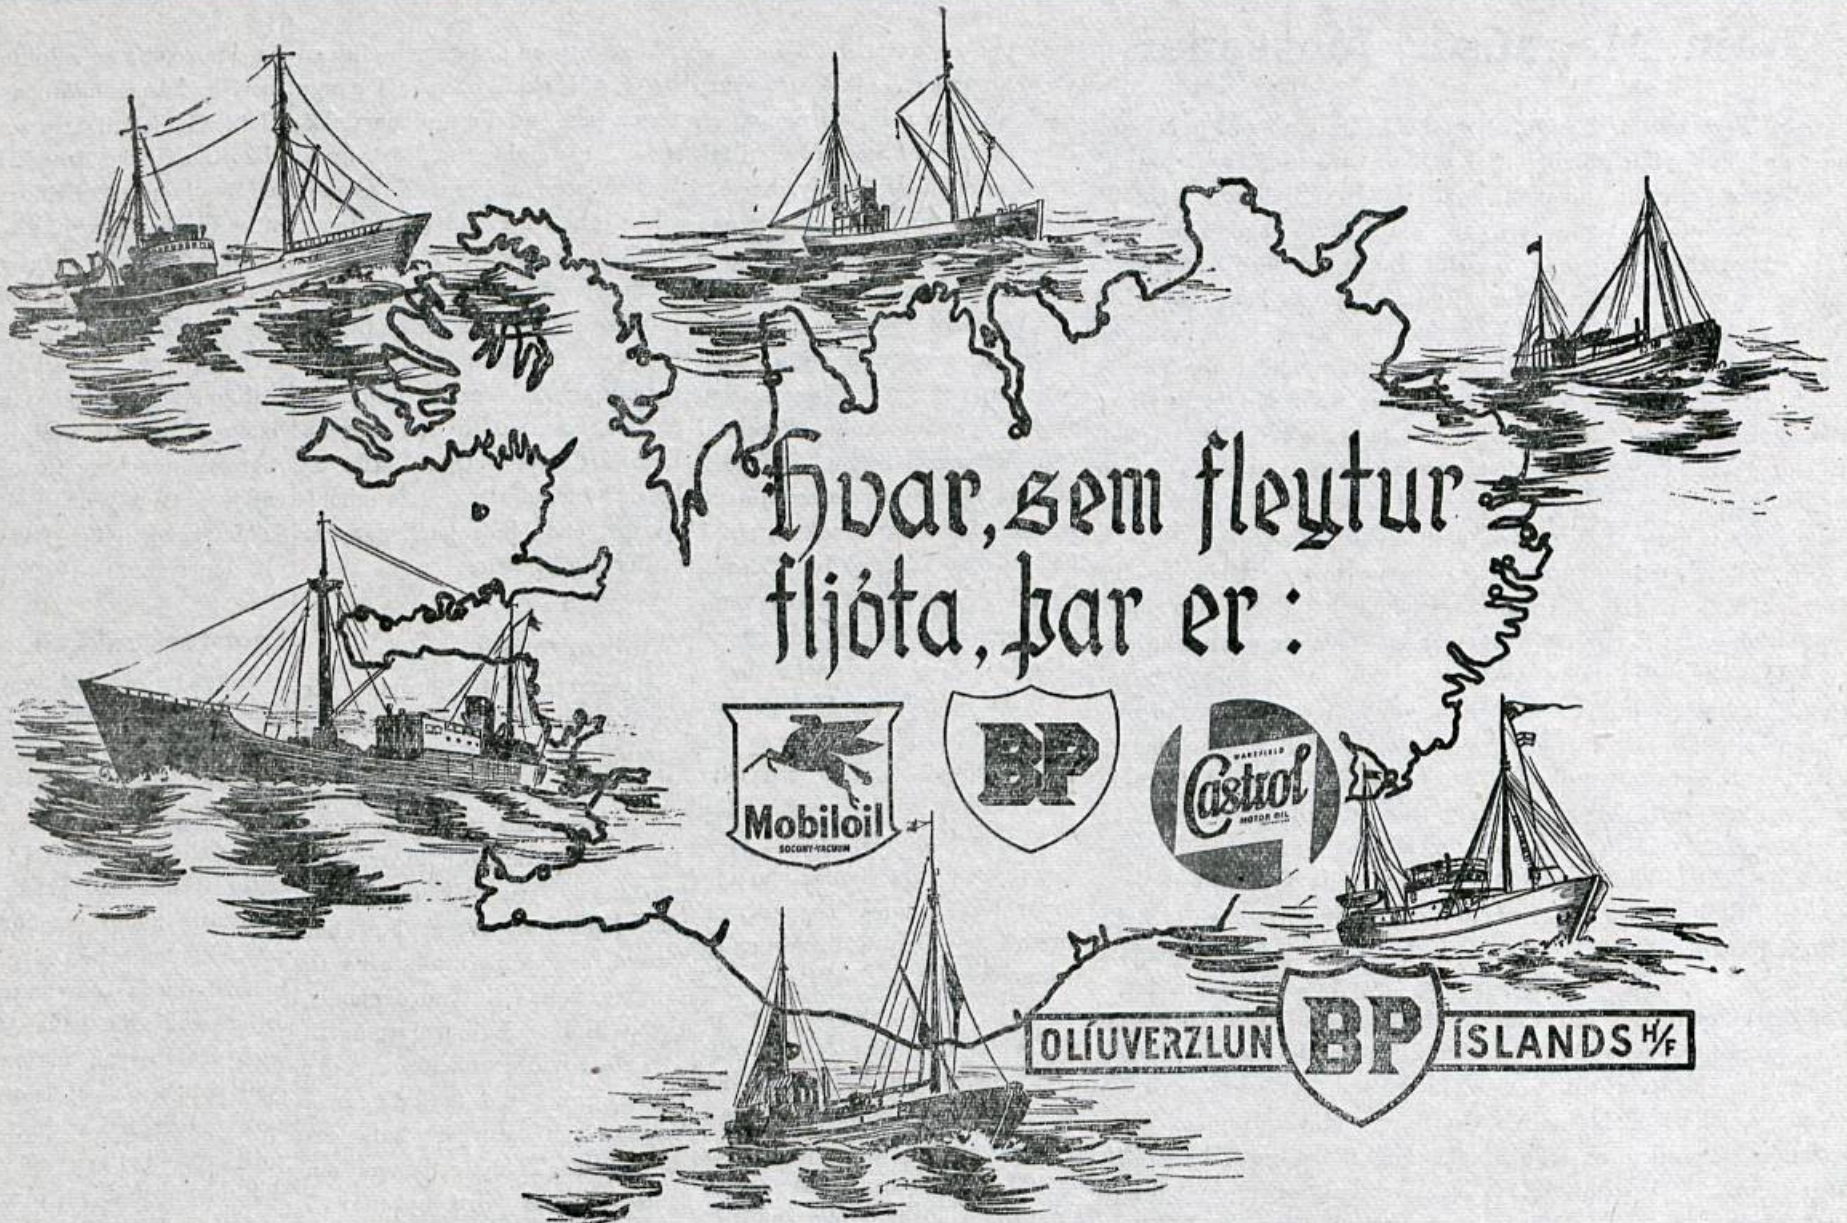 Hvar, sem fleytur
fljóta, þar er:
Mobiloil
SOCONY-VACUUM
BP
WAKEFIELD
Castrol
MOTOR OIL
OLÍUVERZLUN BP ÍSLANDS H/F